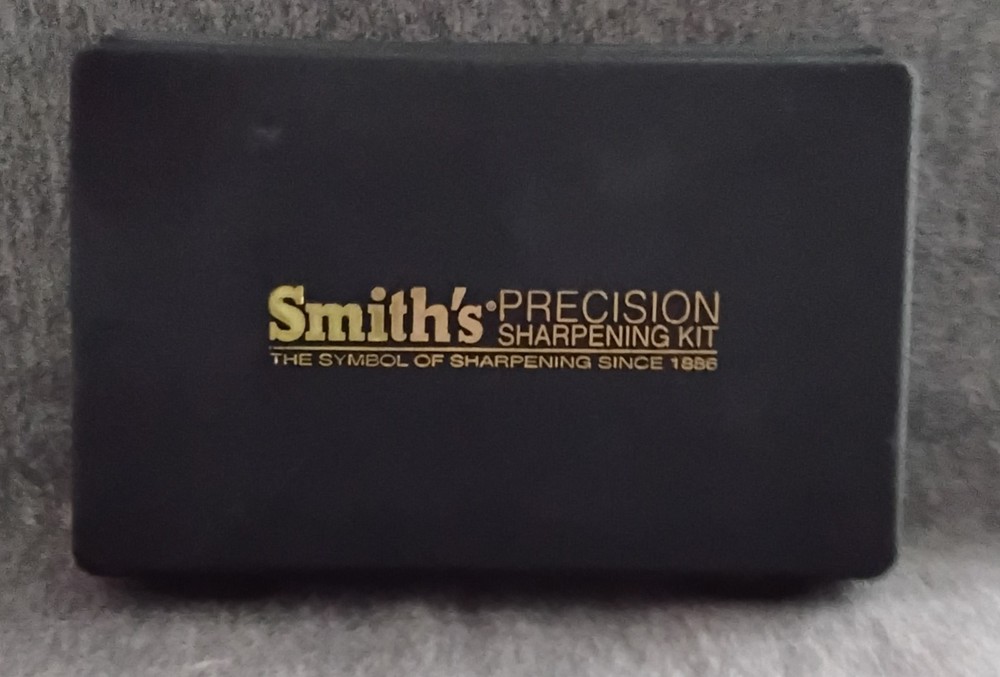 Smith's PRECISION
SHARPENING KIT
THE SYMBOL OF SHARPENING SINCE 1886